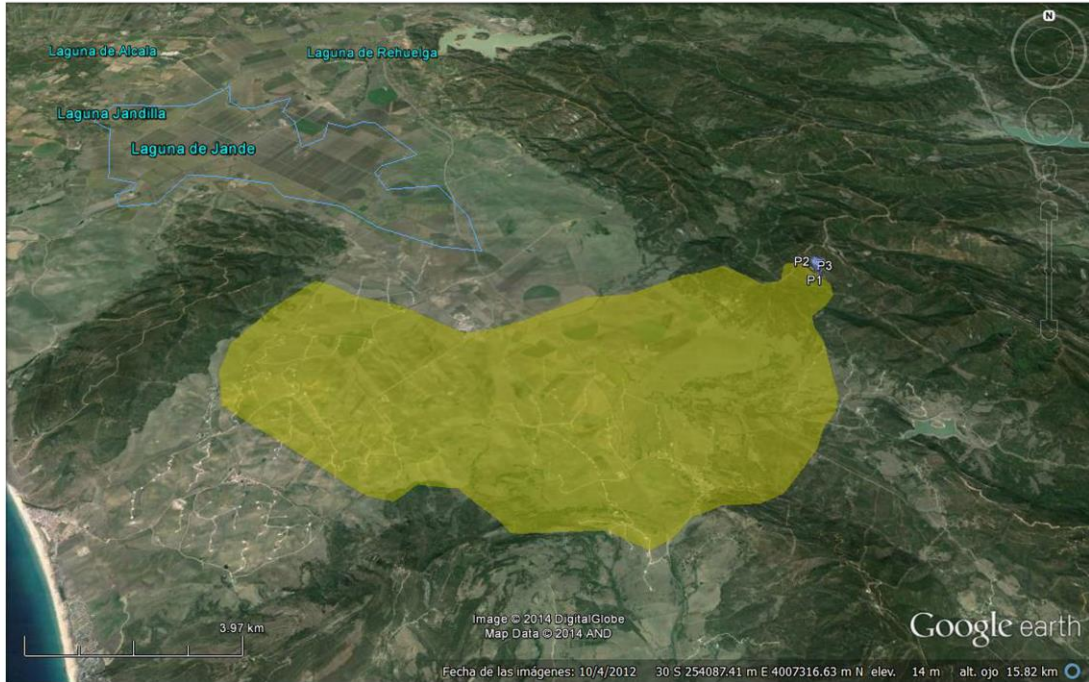 N
Laguna de Alcala
Laguna de Rehuelga
Laguna Jandilla
Laguna de Jande
P2
P3
P1
3.97 km
Image © 2014 DigitalGlobe
Map Data © 2014 AND
Google earth
Fecha de las imágenes: 10/4/2012 30 S 254087.41 m E 4007316.63 m N elev. 14 m alt. ojo 15.82 km